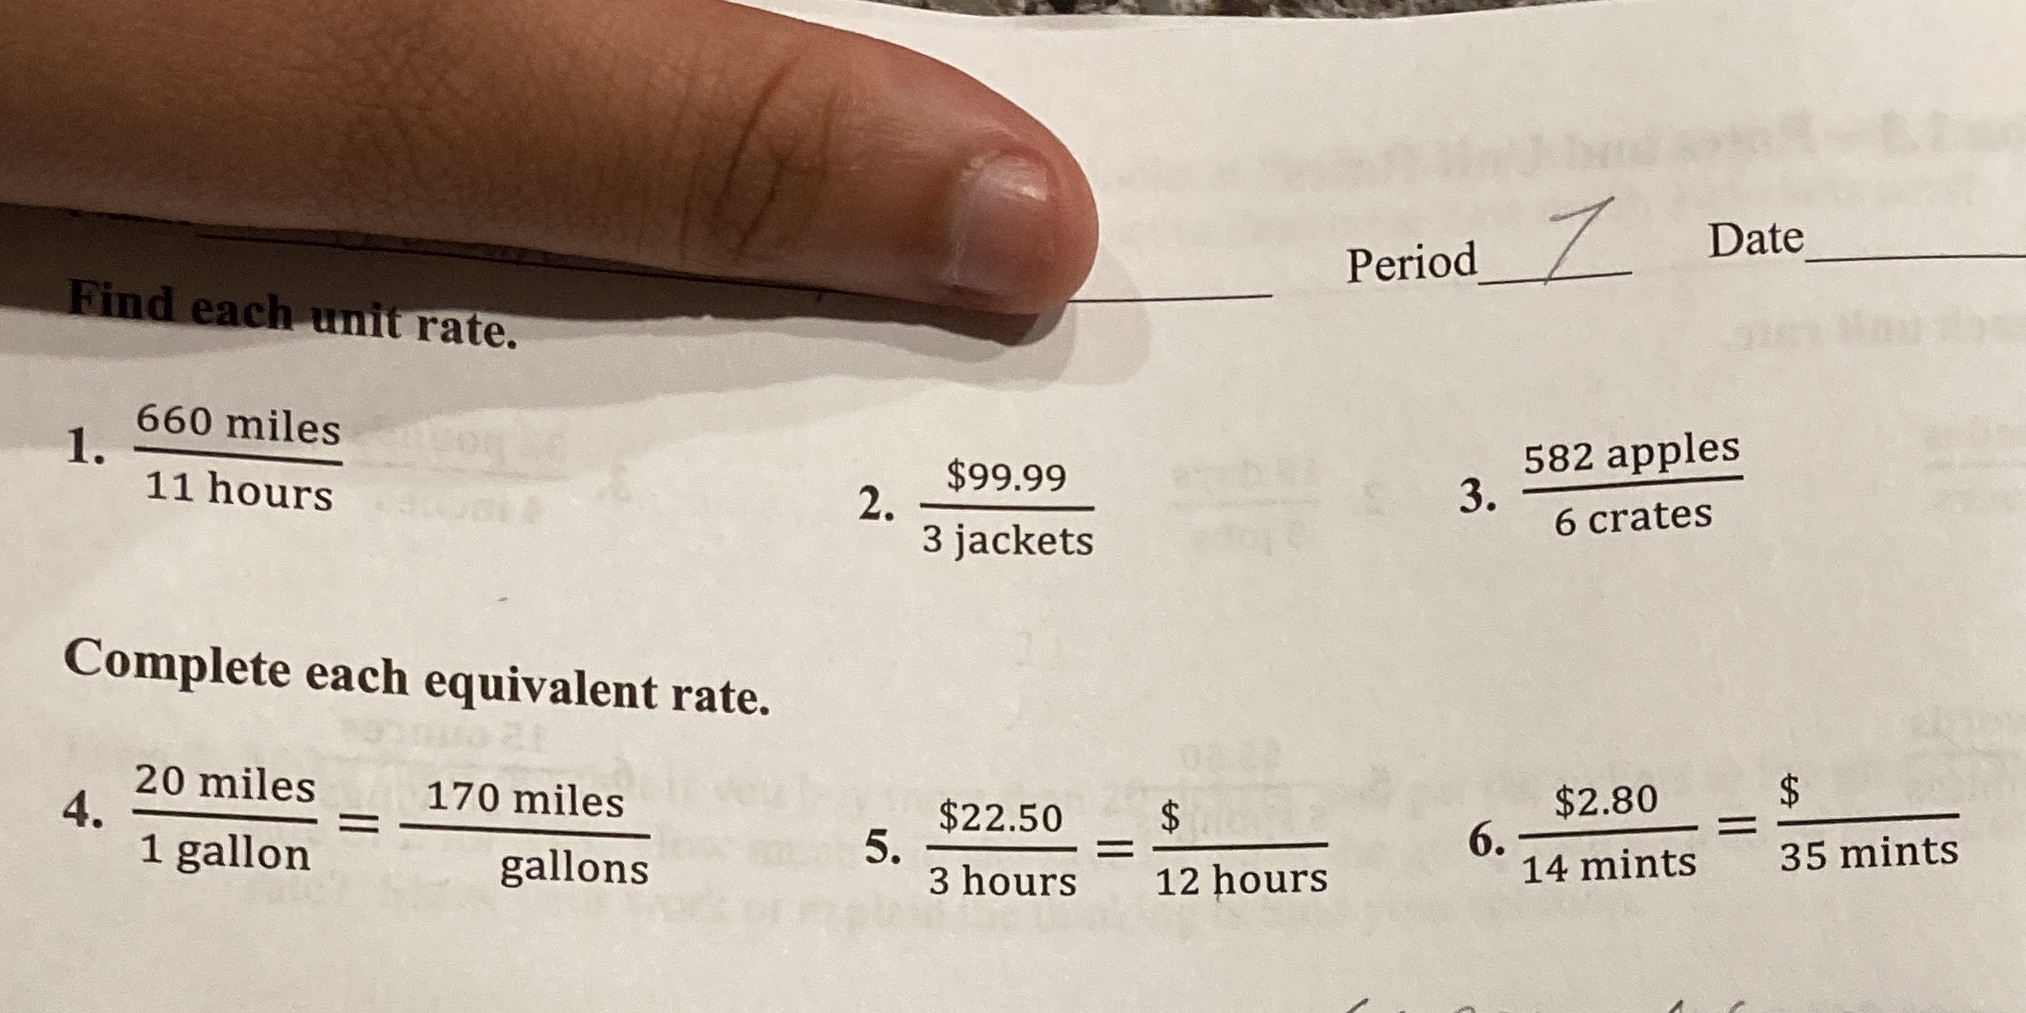 Period 7 Date
Find each unit rate.
1. 660 miles
11 hours
2. $99.99
3 jackets
3. 582 apples
6 crates
Complete each equivalent rate.
4. 20 miles = 170 miles
1 gallon gallons
5. $22.50 = $
3 hours 12 hours
6. $2.80 = $
14 mints 35 mints